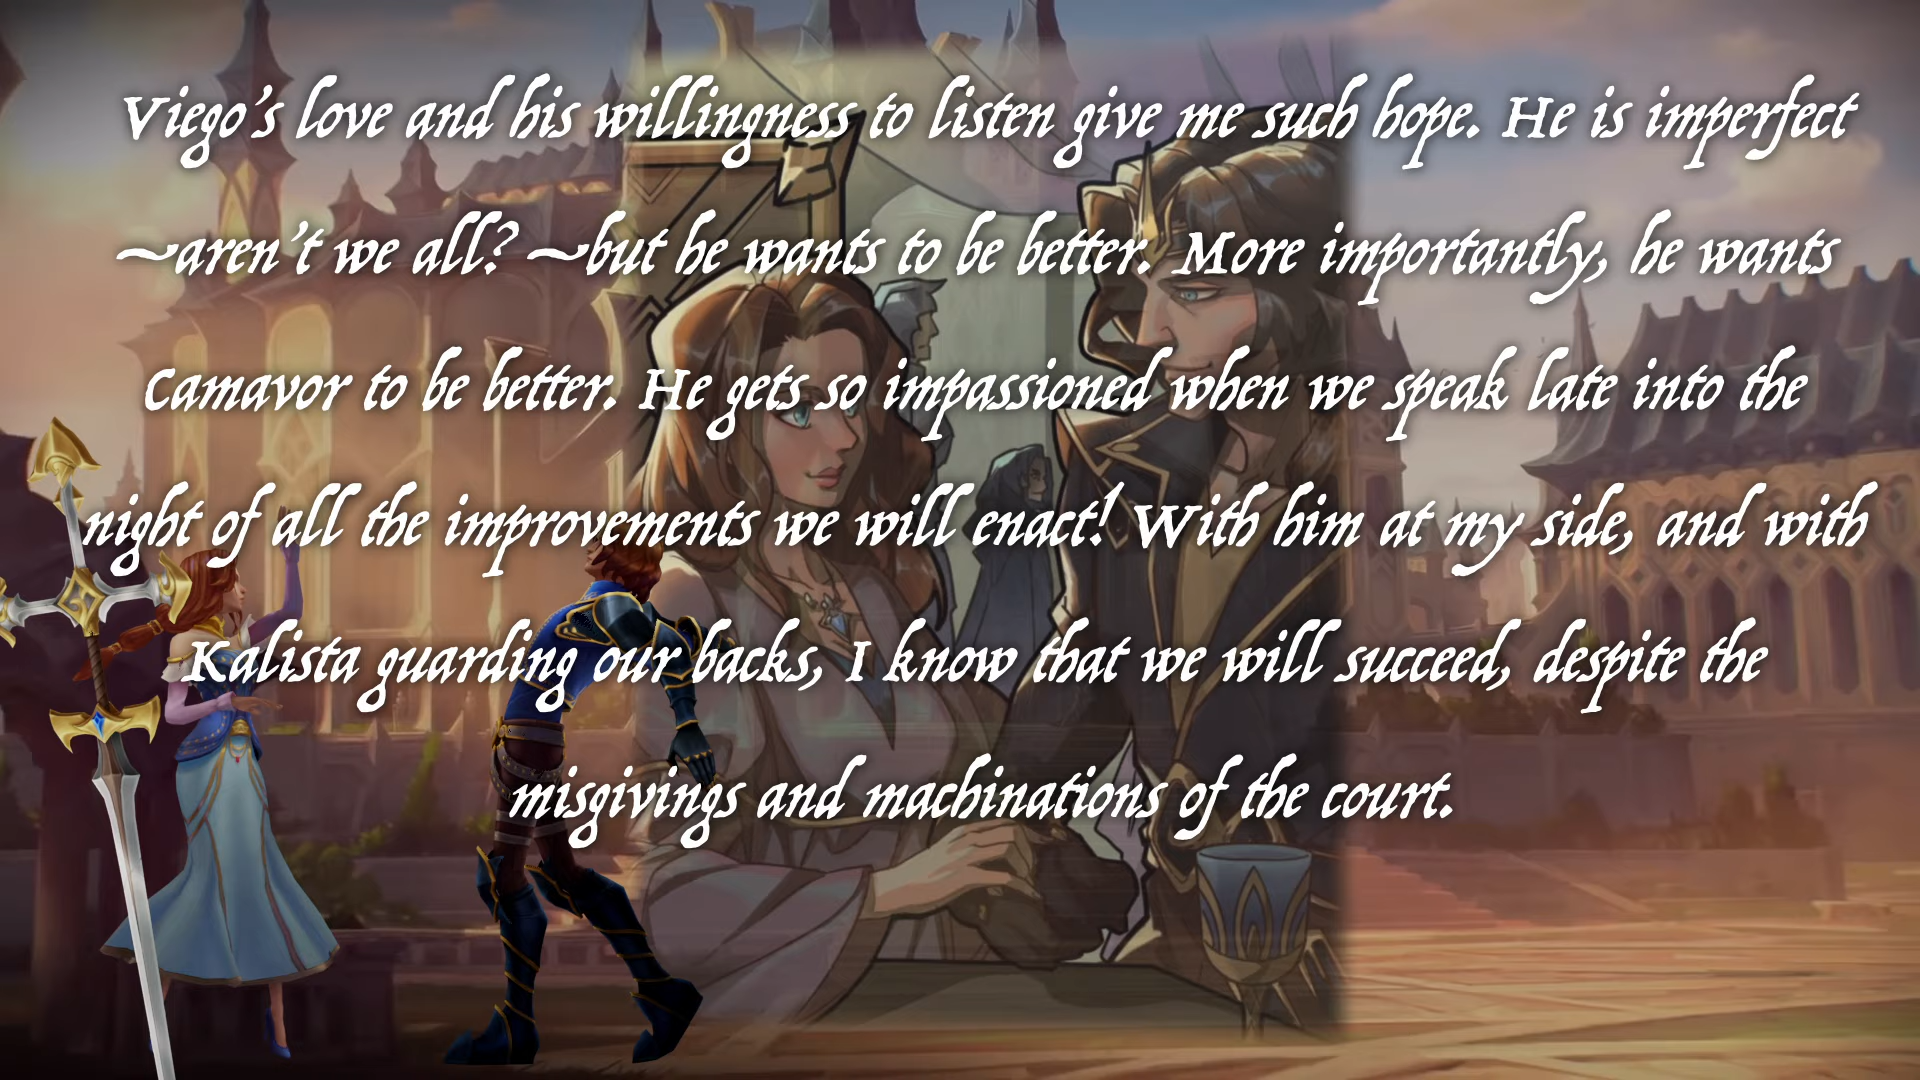 Viego's love and his willingness to listen give me such hope. He is imperfect
~aren't we all? ~but he wants to be better. More importantly, he wants
Camavor to be better. He gets so impassioned when we speak late into the
night of all the improvements we will enact! With him at my side, and with
Kalista guarding our backs, I know that we will succeed, despite the
misgivings and machinations of the court.